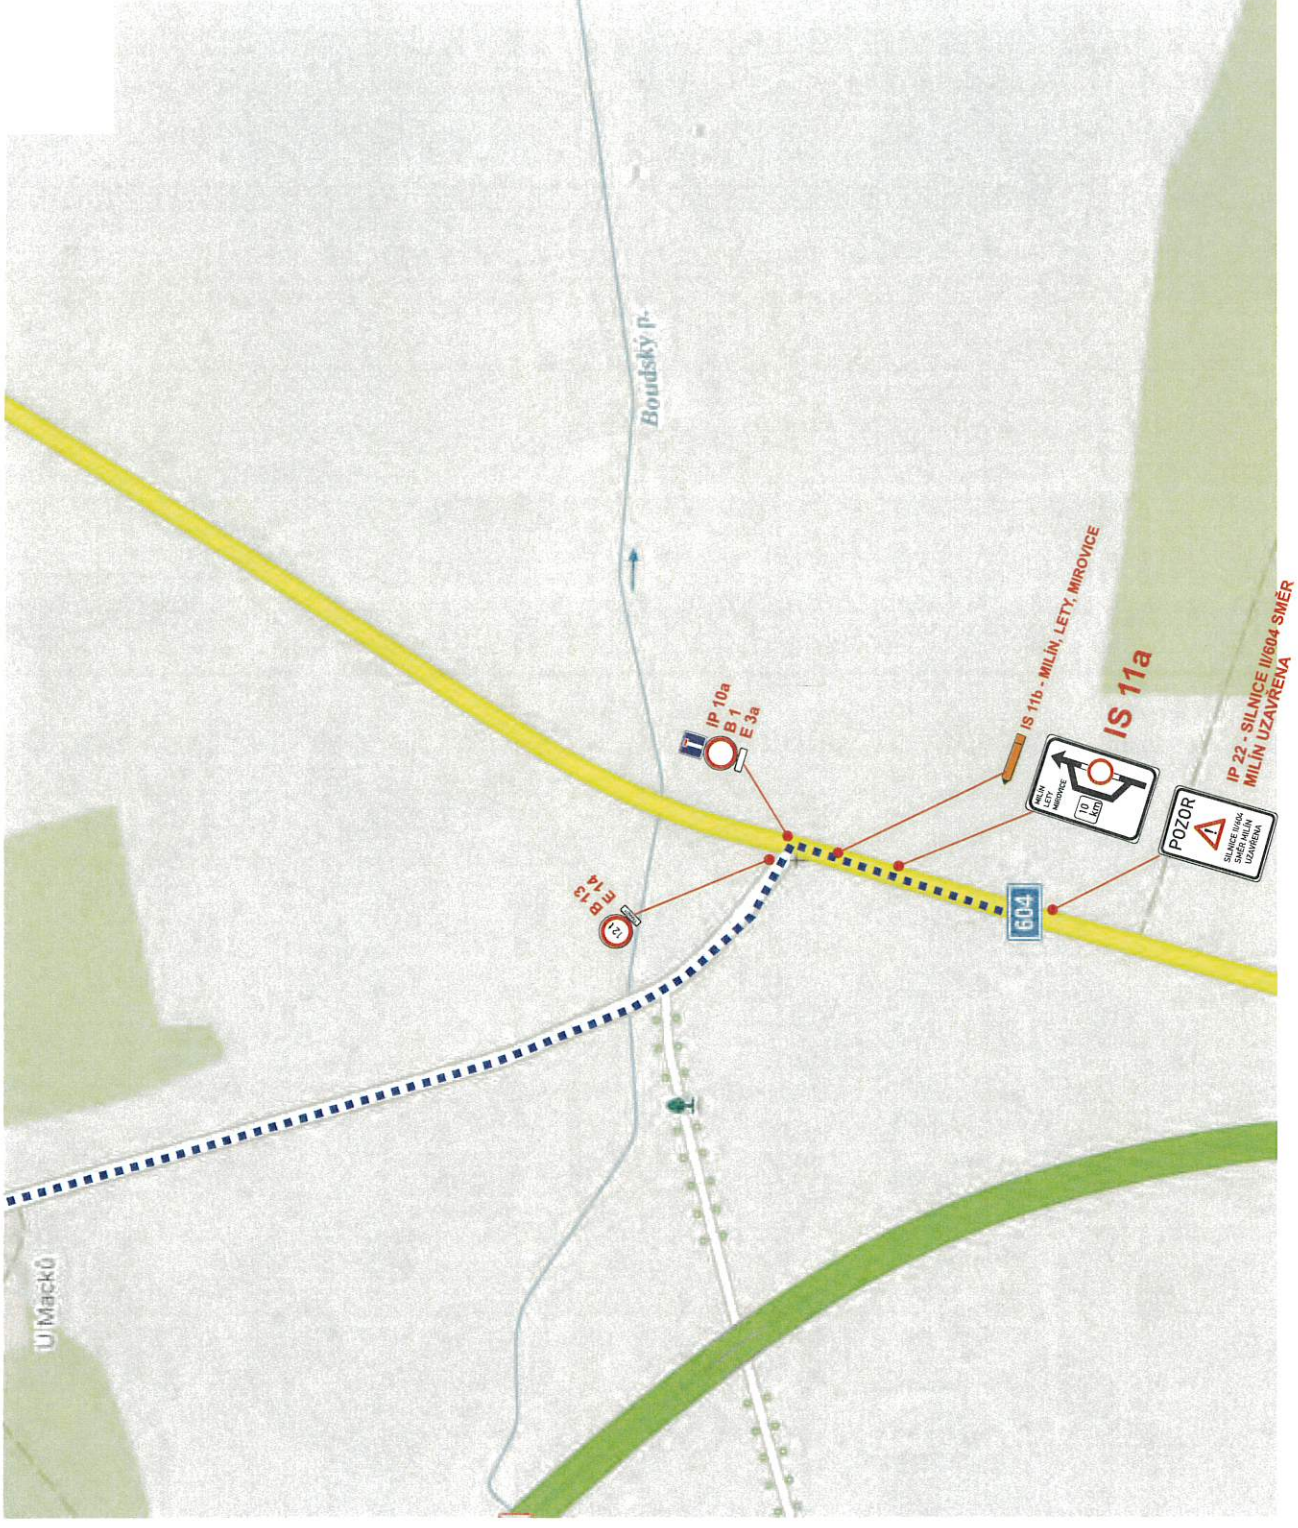 Boudský p.
IP 10a
B 1
E 3a
B 13
E 14
12 t
IS 11b - MILÍN, LETY, MIROVICE
IS 11a
MILÍN
LETY
MIROVICE
10
km
604
IP 22 - SILNICE II/604 SMĚR
MILÍN UZAVŘENA
POZOR
SILNICE II/604
SMĚR MILÍN
UZAVŘENA
U Macků